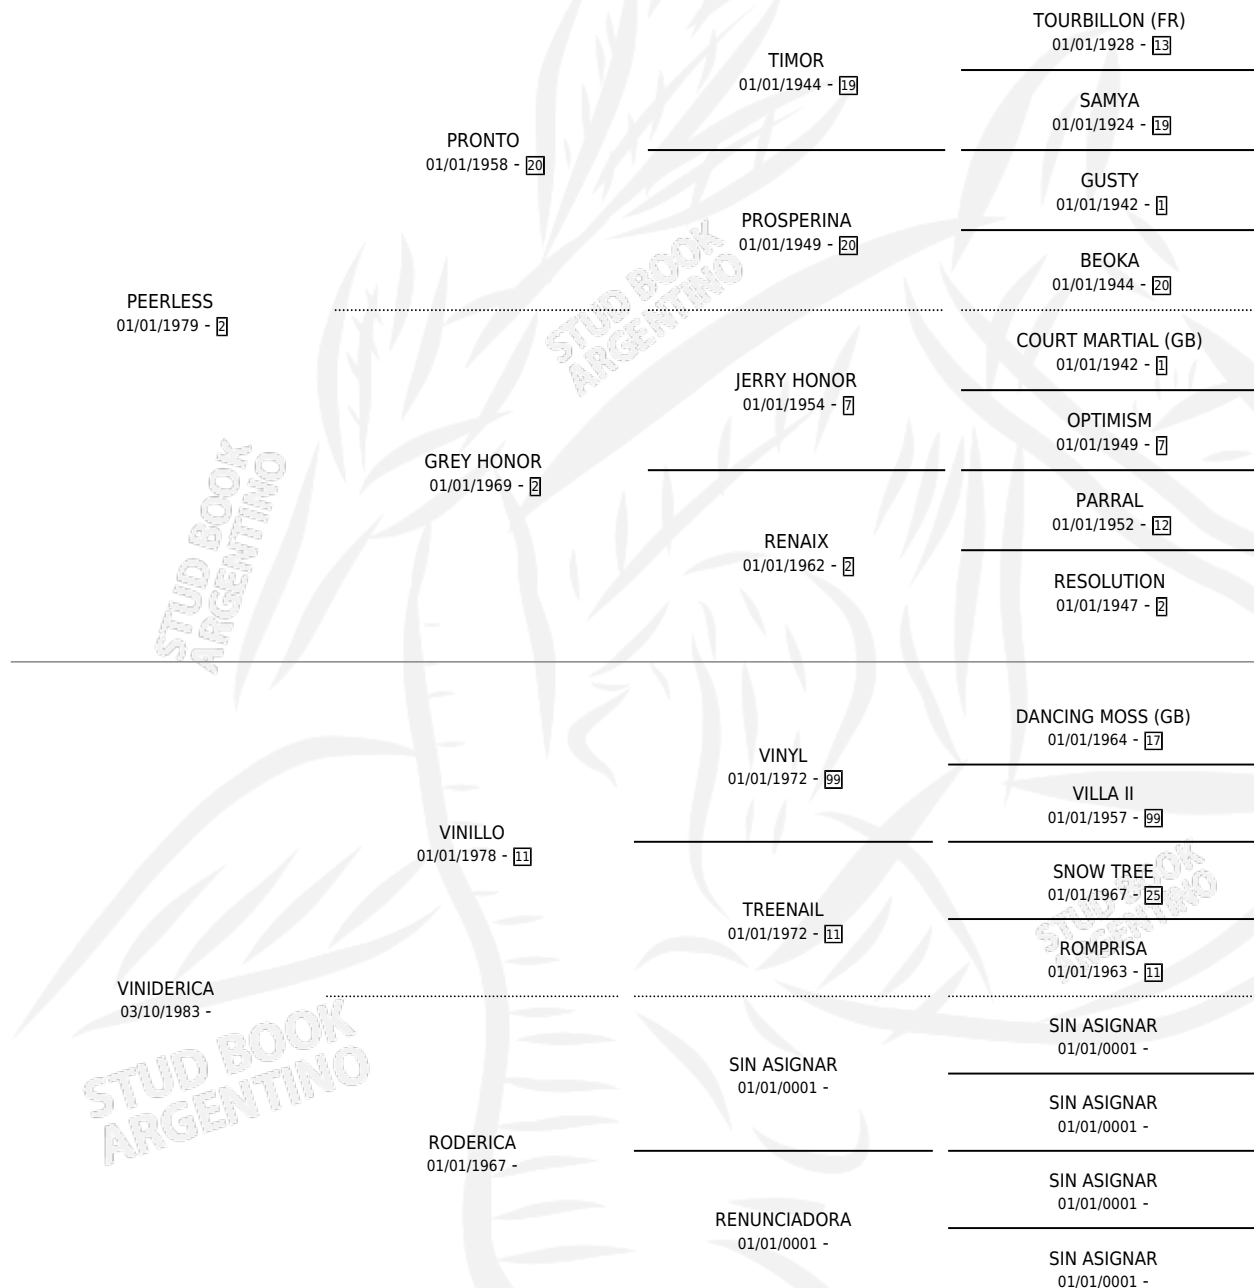 TOURBILLON (FR)
01/01/1928 - 13
TIMOR
01/01/1944 - 19
SAMYA
01/01/1924 - 19
PRONTO
01/01/1958 - 20
GUSTY
01/01/1942 - 1
PROSPERINA
01/01/1949 - 20
BEOKA
01/01/1944 - 20
PEERLESS
01/01/1979 - 2
COURT MARTIAL (GB)
01/01/1942 - 1
JERRY HONOR
01/01/1954 - 7
OPTIMISM
01/01/1949 - 7
GREY HONOR
01/01/1969 - 2
PARRAL
01/01/1952 - 12
RENAIX
01/01/1962 - 2
RESOLUTION
01/01/1947 - 2
DANCING MOSS (GB)
01/01/1964 - 17
VINYL
01/01/1972 - 99
VILLA II
01/01/1957 - 99
VINILLO
01/01/1978 - 11
SNOW TREE
01/01/1967 - 25
TREENAIL
01/01/1972 - 11
ROMPRISA
01/01/1963 - 11
VINIDERICA
03/10/1983 -
SIN ASIGNAR
01/01/0001 -
SIN ASIGNAR
01/01/0001 -
SIN ASIGNAR
01/01/0001 -
RODERICA
01/01/1967 -
SIN ASIGNAR
01/01/0001 -
RENUNCIADORA
01/01/0001 -
SIN ASIGNAR
01/01/0001 -
STUD BOOK
ARGENTINO
STUD BOOK
ARGENTINO
STUD BOOK
ARGENTINO
STUD BOOK
ARGENTINO